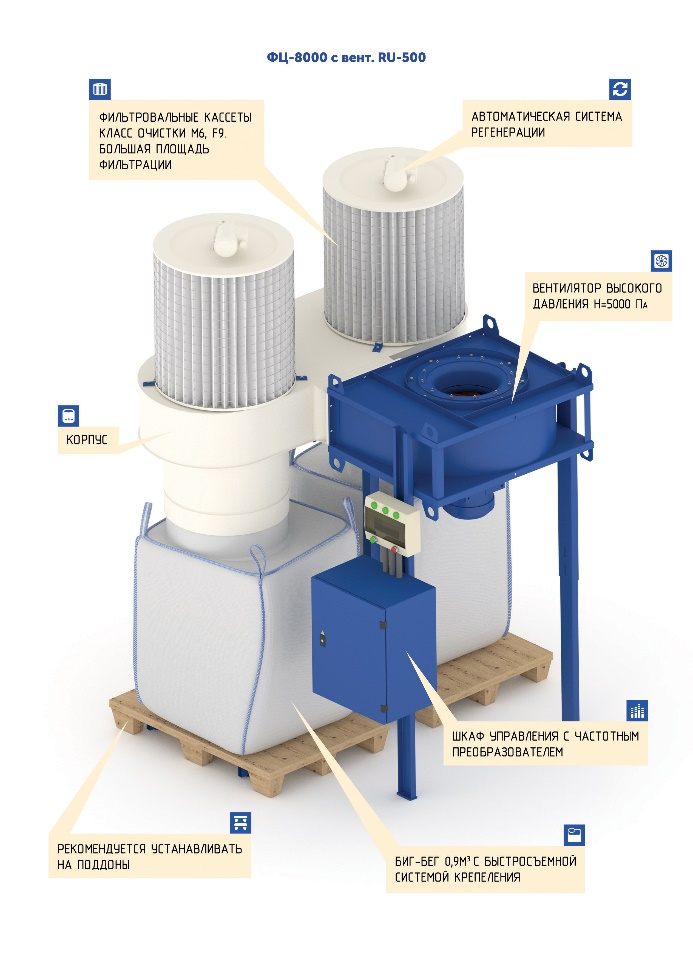 ФЦ-8000 с вент. RU-500
ФИЛЬТРОВАЛЬНЫЕ КАССЕТЫ
КЛАСС ОЧИСТКИ М6, F9.
БОЛЬШАЯ ПЛОЩАДЬ
ФИЛЬТРАЦИИ
АВТОМАТИЧЕСКАЯ СИСТЕМА
РЕГЕНЕРАЦИИ
ВЕНТИЛЯТОР ВЫСОКОГО
ДАВЛЕНИЯ Н=5000 ПА
КОРПУС
ШКАФ УПРАВЛЕНИЯ С ЧАСТОТНЫМ
ПРЕОБРАЗОВАТЕЛЕМ
РЕКОМЕНДУЕТСЯ УСТАНАВЛИВАТЬ
НА ПОДДОНЫ
БИГ-БЕГ 0,9М³ С БЫСТРОСЪЕМНОЙ
СИСТЕМОЙ КРЕПЕЛЕНИЯ